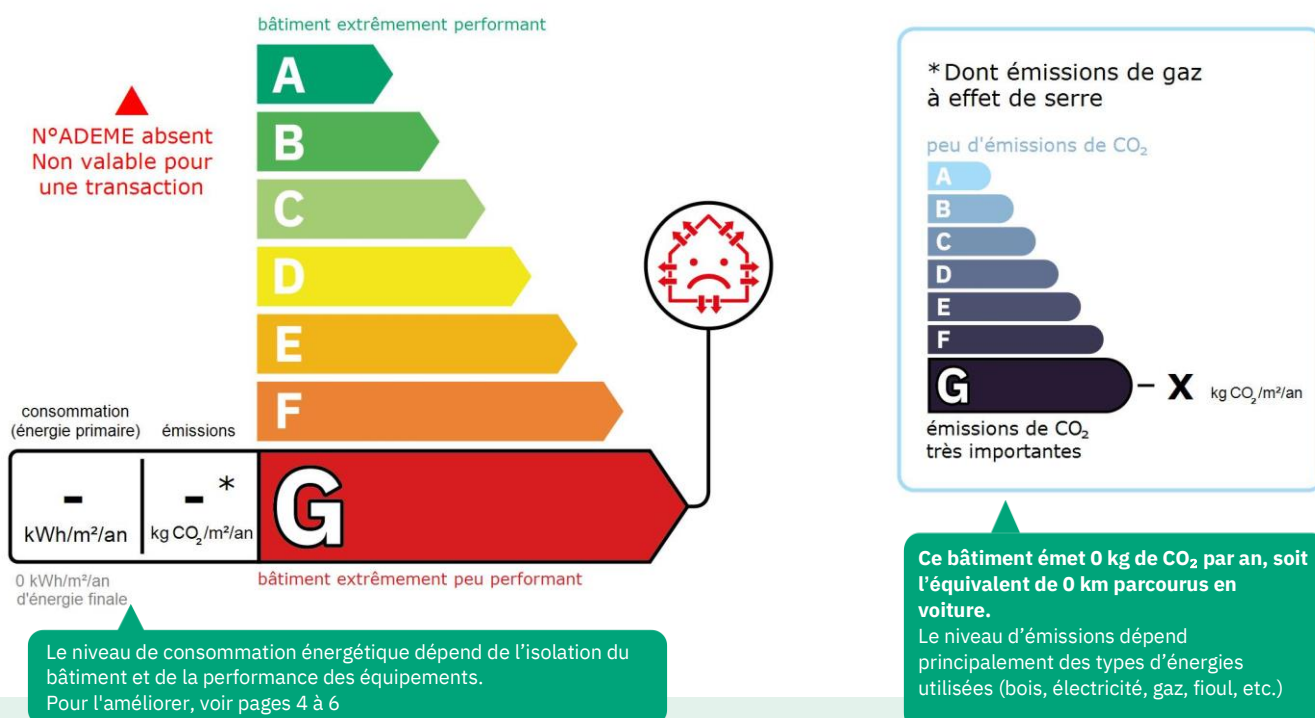 bâtiment extrêmement performant
A
B
C
D
E
F
G
N°ADEME absent
Non valable pour
une transaction
consommation
(énergie primaire)
émissions
-
kWh/m²/an
- *
kg CO₂/m²/an
0 kWh/m²/an
d'énergie finale
bâtiment extrêmement peu performant
Le niveau de consommation énergétique dépend de l’isolation du
bâtiment et de la performance des équipements.
Pour l'améliorer, voir pages 4 à 6
*Dont émissions de gaz
à effet de serre
peu d'émissions de CO₂
A
B
C
D
E
F
G – X kg CO₂/m²/an
émissions de CO₂
très importantes
Ce bâtiment émet 0 kg de CO₂ par an, soit
l’équivalent de 0 km parcourus en
voiture.
Le niveau d’émissions dépend
principalement des types d’énergies
utilisées (bois, électricité, gaz, fioul, etc.)